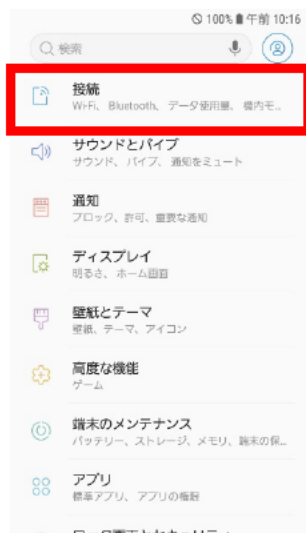 100% 午前 10:16
検索
接続
Wi-Fi、Bluetooth、データ使用量、機内モ...
サウンドとバイブ
サウンド、バイブ、通知をミュート
通知
ブロック、許可、重要な通知
ディスプレイ
明るさ、ホーム画面
壁紙とテーマ
壁紙、テーマ、アイコン
高度な機能
ゲーム
端末のメンテナンス
バッテリー、ストレージ、メモリ、端末の保...
アプリ
標準アプリ、アプリの権限